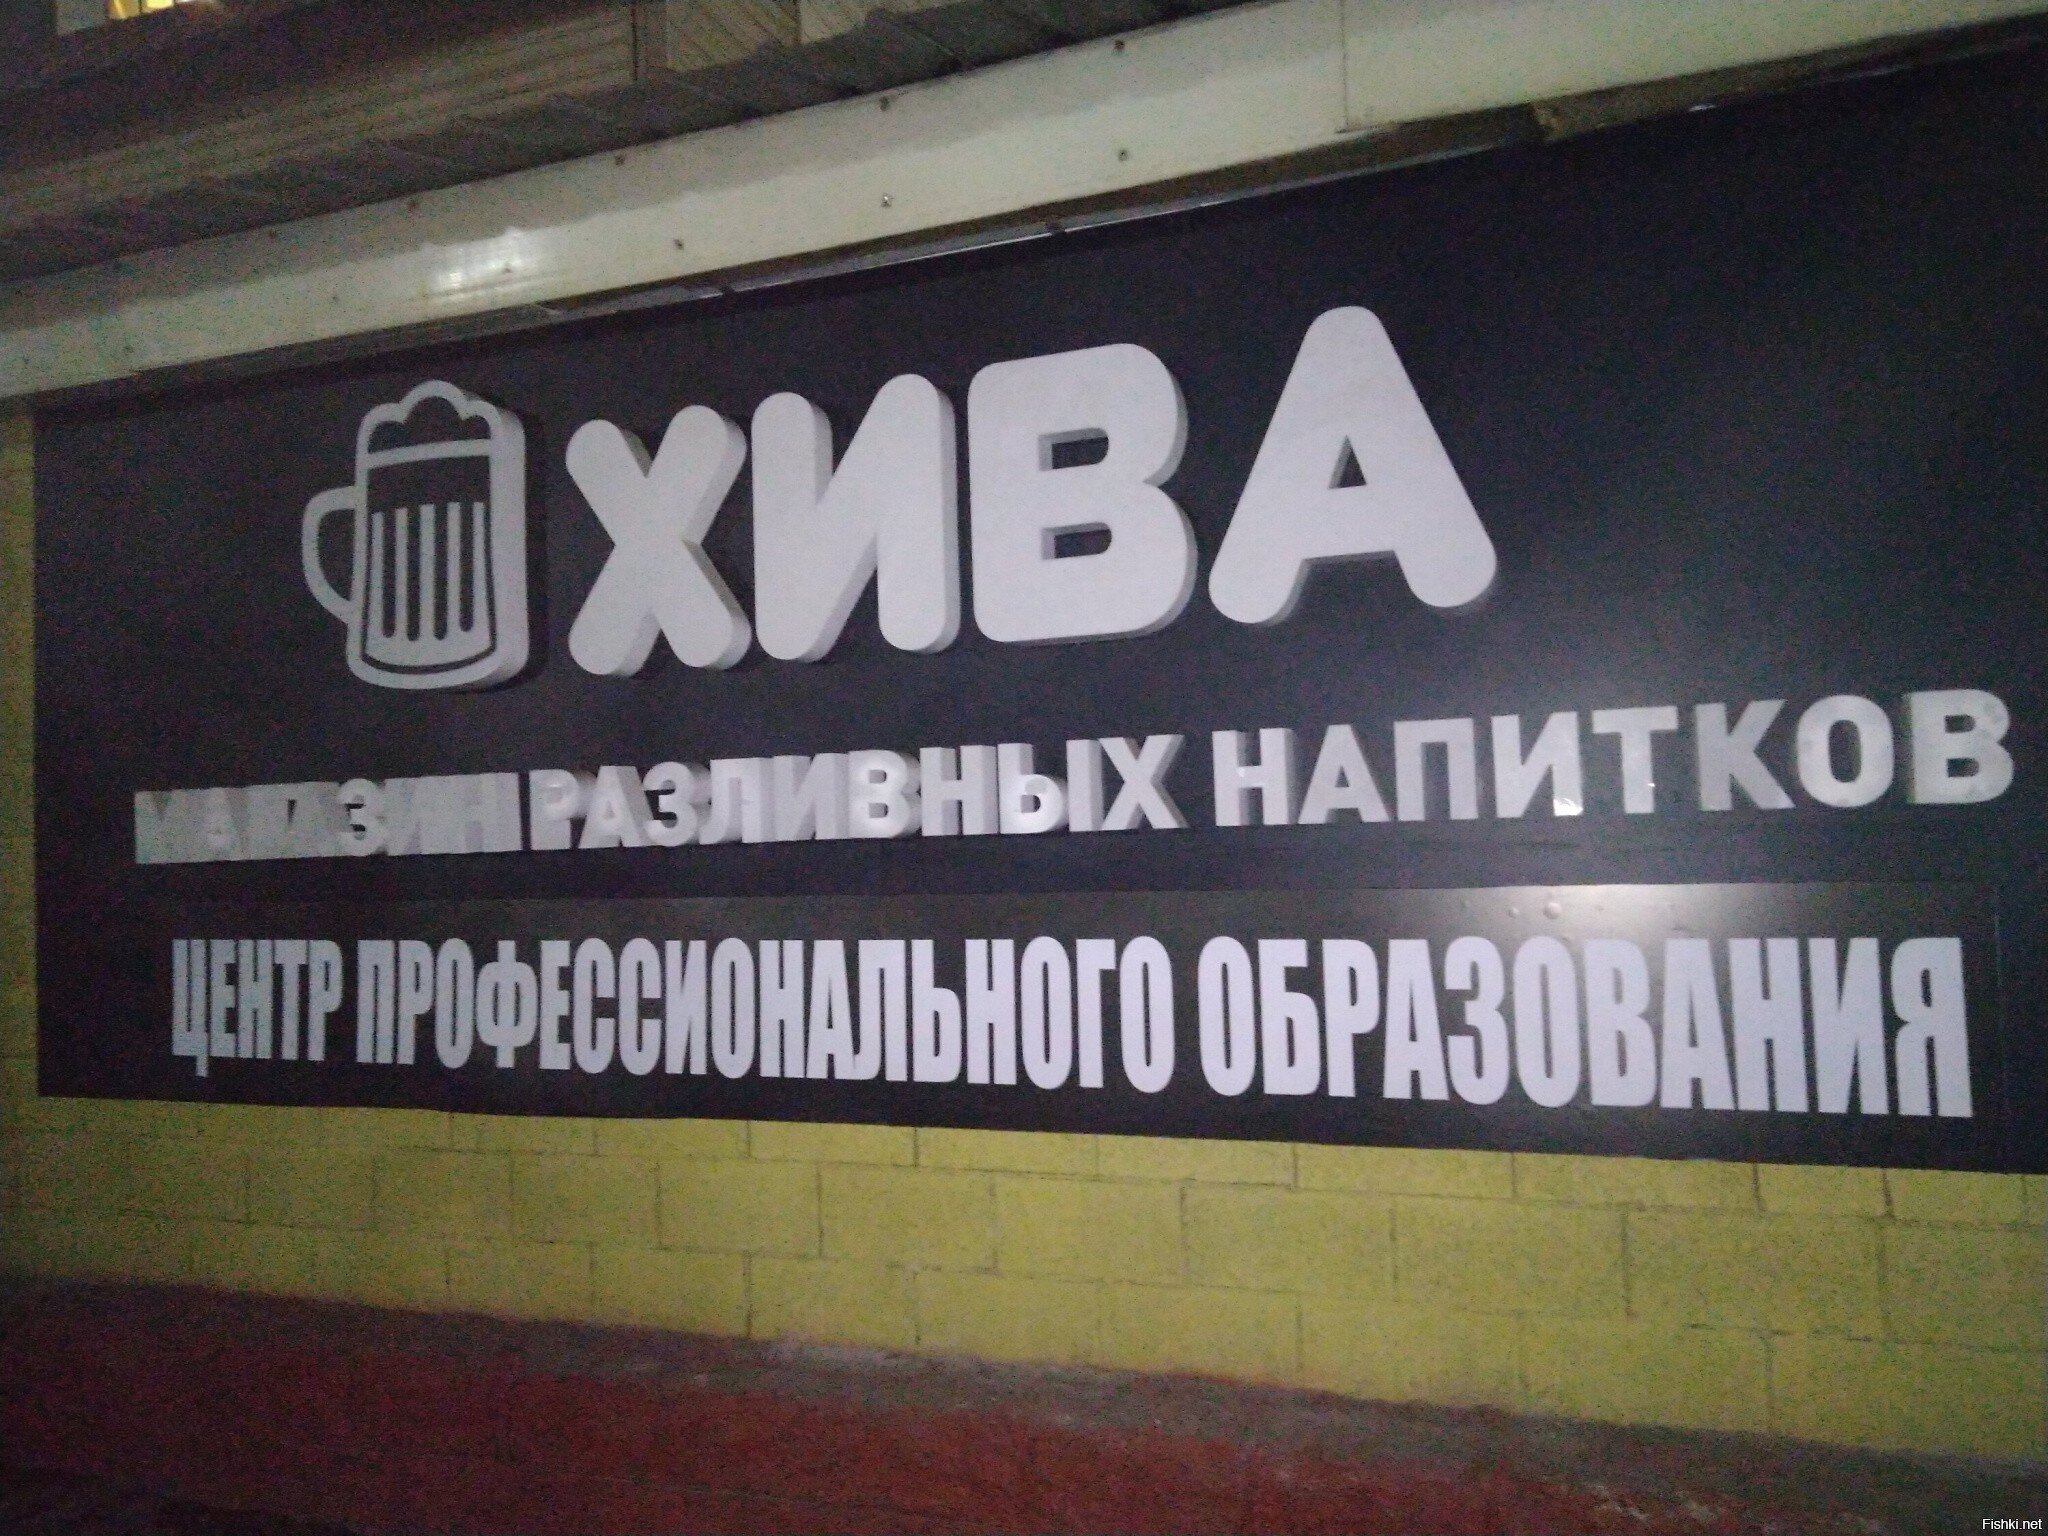 ХИВА
МАГАЗИН РАЗЛИВНЫХ НАПИТКОВ
ЦЕНТР ПРОФЕССИОНАЛЬНОГО ОБРАЗОВАНИЯ
Fishki.net